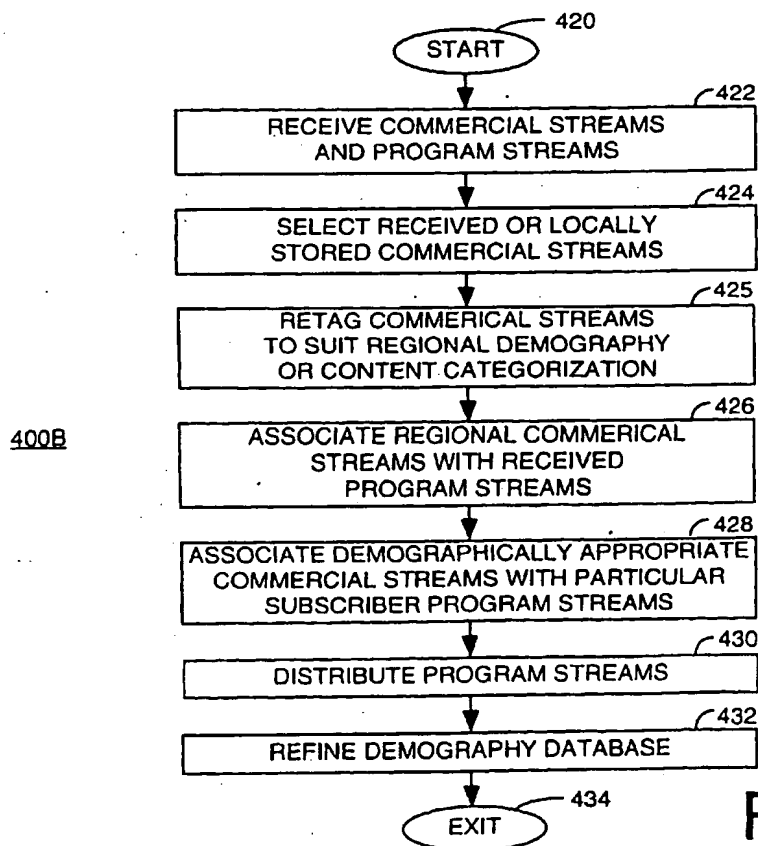 420
START
422
RECEIVE COMMERCIAL STREAMS
AND PROGRAM STREAMS
424
SELECT RECEIVED OR LOCALLY
STORED COMMERCIAL STREAMS
425
RETAG COMMERICAL STREAMS
TO SUIT REGIONAL DEMOGRAPHY
OR CONTENT CATEGORIZATION
426
400B
ASSOCIATE REGIONAL COMMERICAL
STREAMS WITH RECEIVED
PROGRAM STREAMS
428
ASSOCIATE DEMOGRAPHICALLY APPROPRIATE
COMMERCIAL STREAMS WITH PARTICULAR
SUBSCRIBER PROGRAM STREAMS
430
DISTRIBUTE PROGRAM STREAMS
432
REFINE DEMOGRAPHY DATABASE
434
EXIT